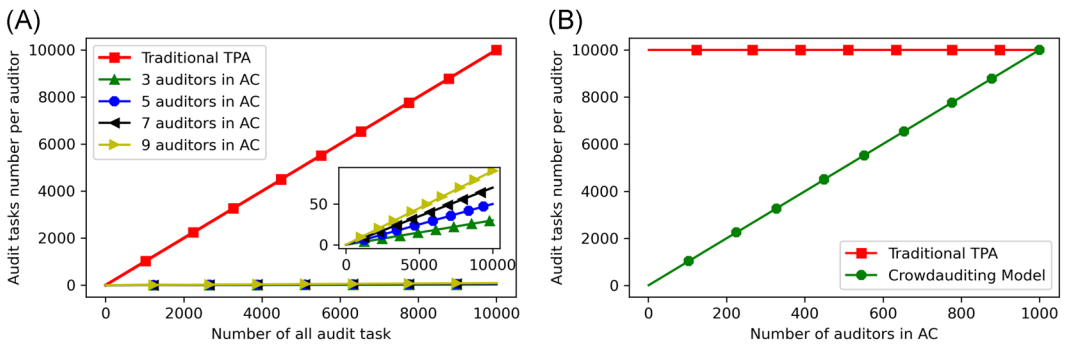 (A)
Audit tasks number per auditor
10000
8000
6000
4000
2000
0
Traditional TPA
3 auditors in AC
5 auditors in AC
7 auditors in AC
9 auditors in AC
50
0
0 5000 10000
0 2000 4000 6000 8000 10000
Number of all audit task
(B)
Audit tasks number per auditor
10000
8000
6000
4000
2000
0
Traditional TPA
Crowdauditing Model
0 200 400 600 800 1000
Number of auditors in AC